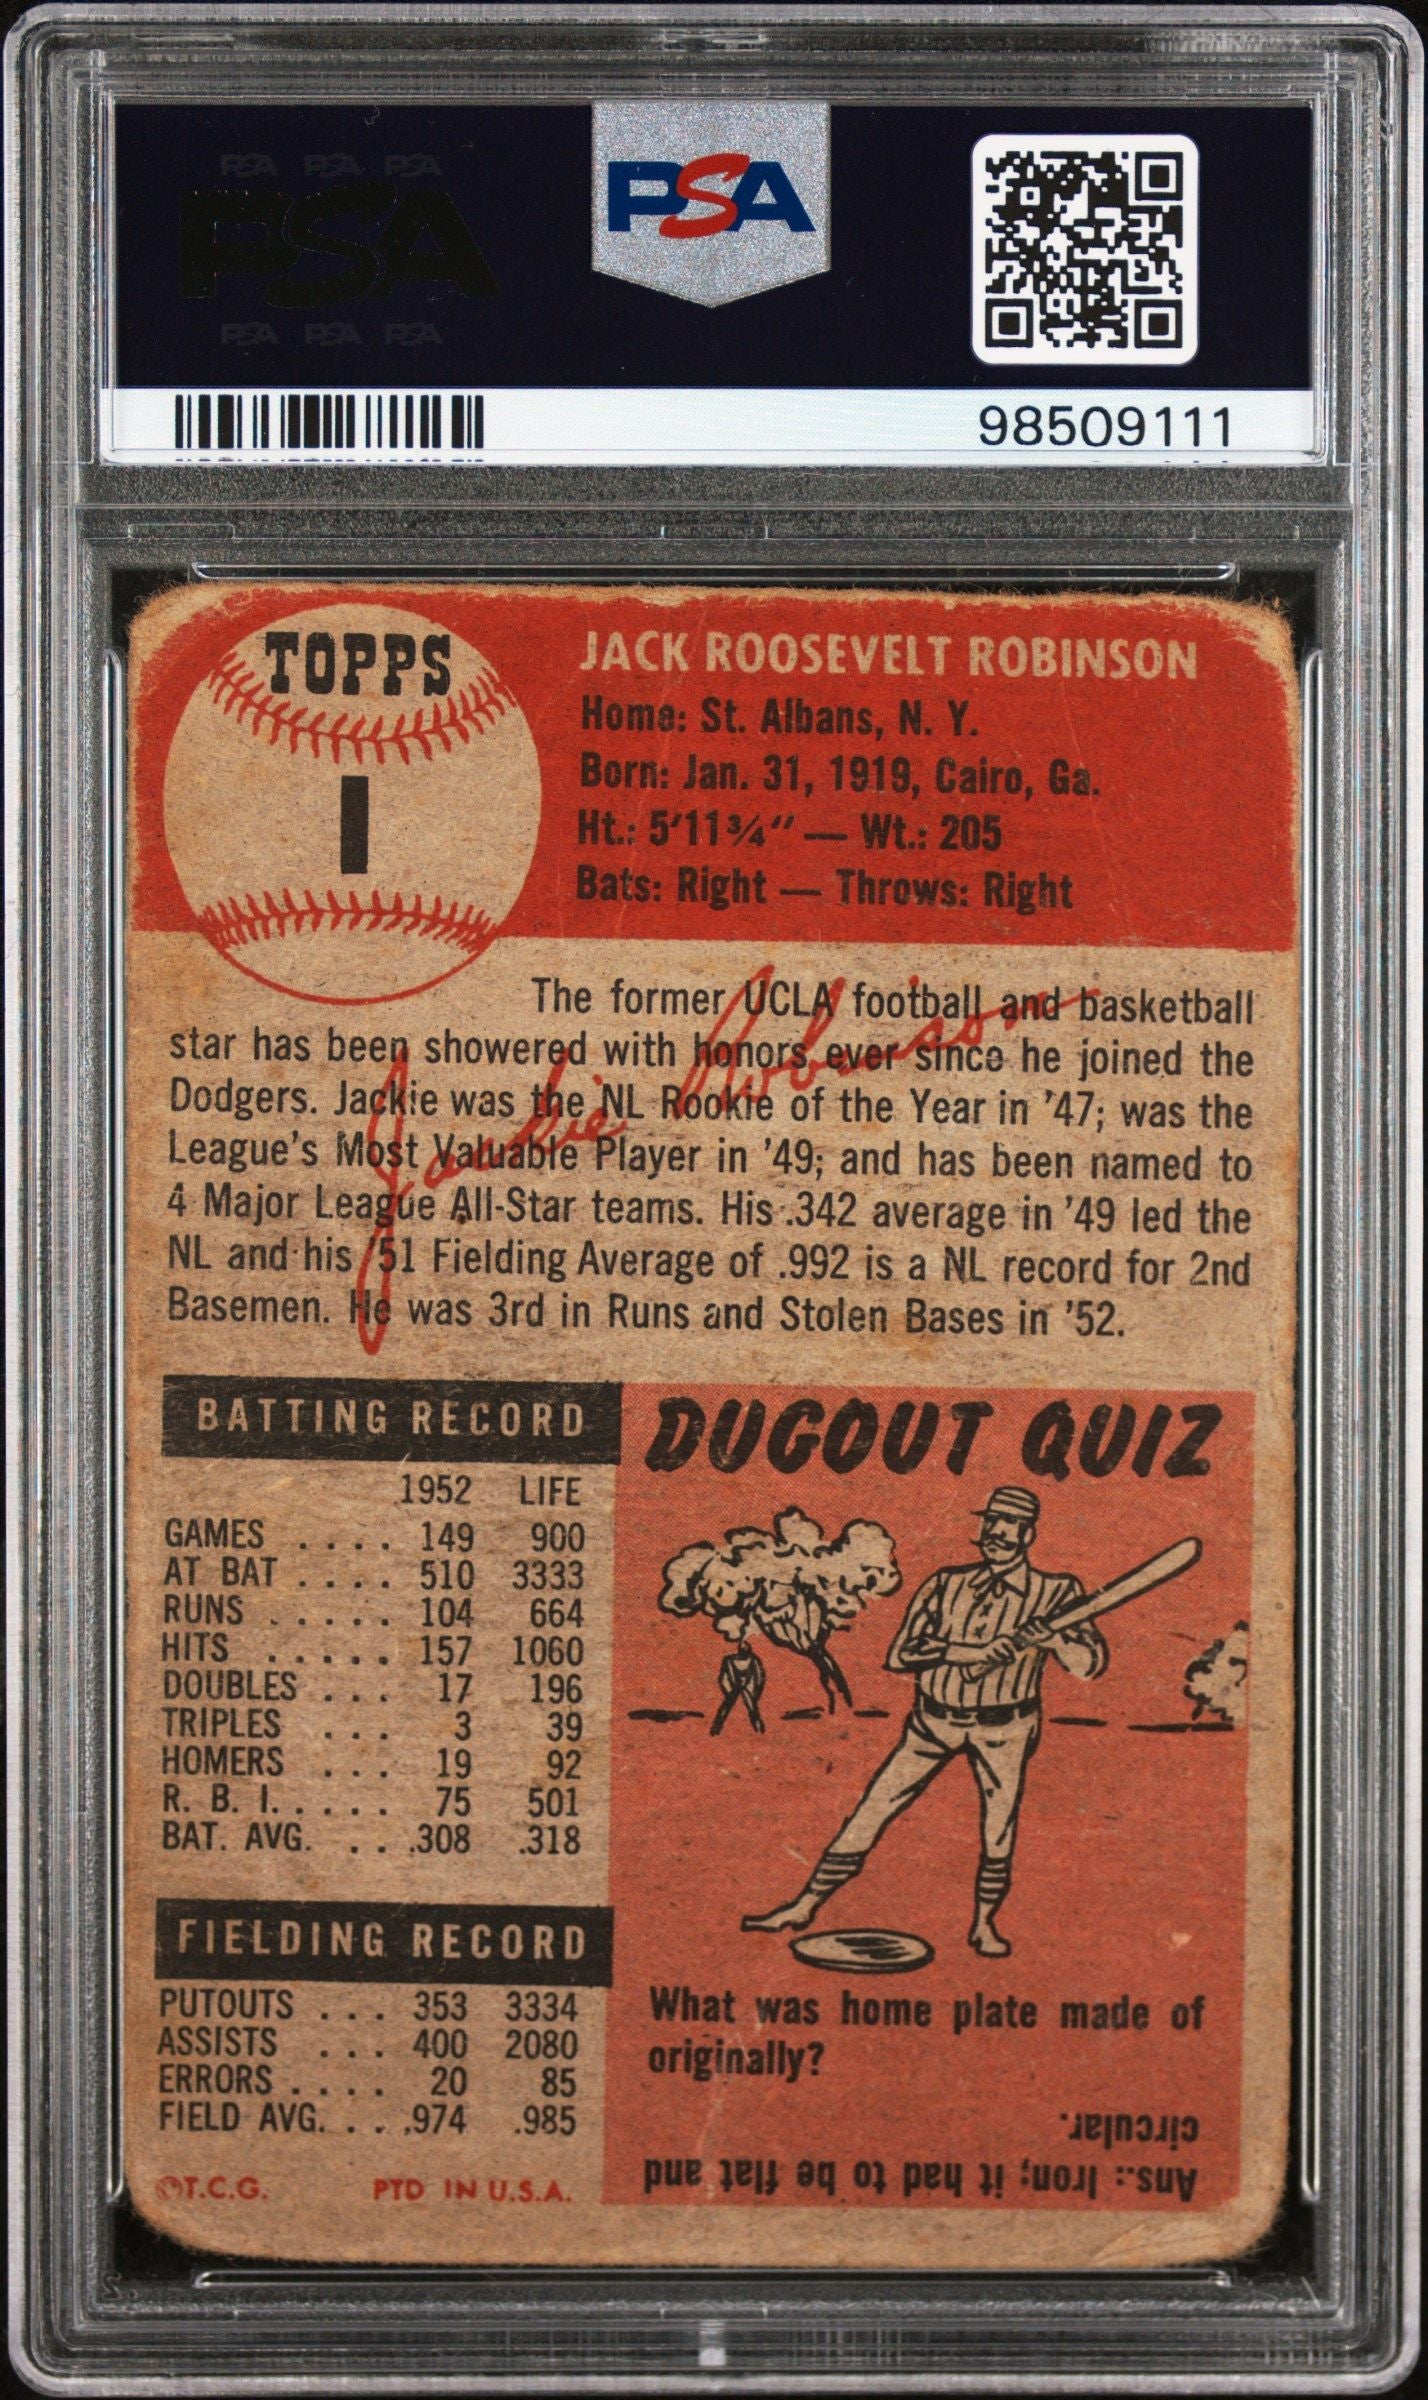 PSA PSA PSA
PSA
PSA PSA PSA
PSA
98509111
TOPPS
1
JACK ROOSEVELT ROBINSON
Home: St. Albans, N. Y.
Born: Jan. 31, 1919, Cairo, Ga.
Ht.: 5'11¾" — Wt.: 205
Bats: Right — Throws: Right
The former UCLA football and basketball
star has been showered with honors ever since he joined the
Dodgers. Jackie was the NL Rookie of the Year in '47; was the
League's Most Valuable Player in '49; and has been named to
4 Major League All-Star teams. His .342 average in '49 led the
NL and his '51 Fielding Average of .992 is a NL record for 2nd
Basemen. He was 3rd in Runs and Stolen Bases in '52.
Jackie Robinson
BATTING RECORD
1952 LIFE
GAMES .... 149 900
AT BAT .... 510 3333
RUNS ..... 104 664
HITS ..... 157 1060
DOUBLES ... 17 196
TRIPLES ... 3 39
HOMERS ... 19 92
R. B. I. .... 75 501
BAT. AVG. .. .308 .318
FIELDING RECORD
PUTOUTS ... 353 3334
ASSISTS ... 400 2080
ERRORS .... 20 85
FIELD AVG. .. .974 .985
©T.C.G. PTD IN U.S.A.
DUGOUT QUIZ
What was home plate made of
originally?
Ans.: Iron; it had to be flat and
circular.